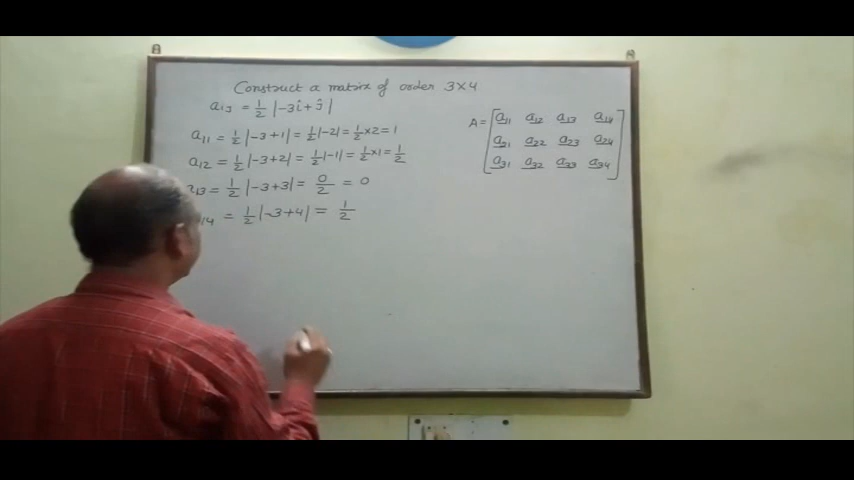 Construct a matrix of order 3×4
aij = 1/2 |-3î+ĵ|
a11 = 1/2 |-3+1| = 1/2 |-2| = 1/2 ×2 = 1
a12 = 1/2 |-3+2| = 1/2 |-1| = 1/2 ×1 = 1/2
13 = 1/2 |-3+3| = 0/2 = 0
14 = 1/2 |-3+4| = 1/2
A = [a11 a12 a13 a14
a21 a22 a23 a24
a31 a32 a33 a34]